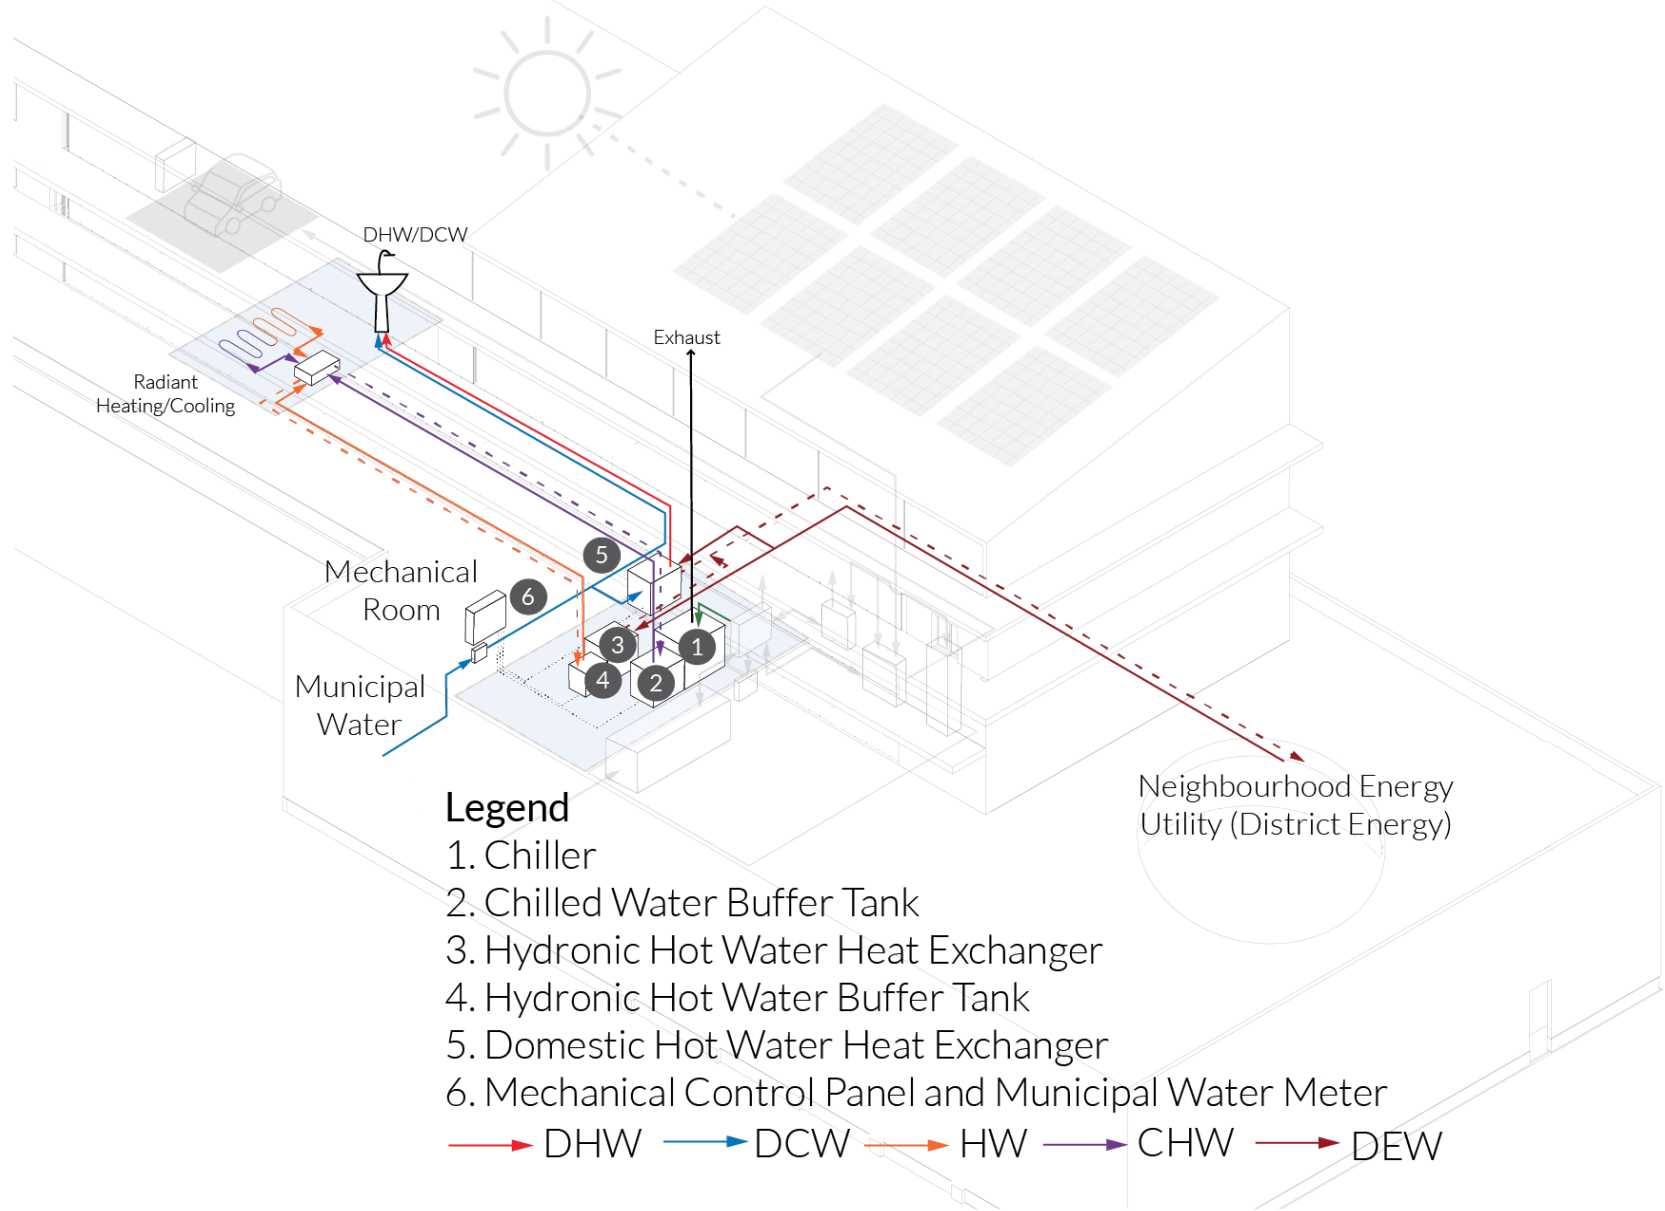 DHW/DCW
Exhaust
Radiant
Heating/Cooling
5
Mechanical
Room
6
3
1
4
2
Municipal
Water
Neighbourhood Energy
Utility (District Energy)
Legend
1. Chiller
2. Chilled Water Buffer Tank
3. Hydronic Hot Water Heat Exchanger
4. Hydronic Hot Water Buffer Tank
5. Domestic Hot Water Heat Exchanger
6. Mechanical Control Panel and Municipal Water Meter
DHW DCW HW CHW DEW